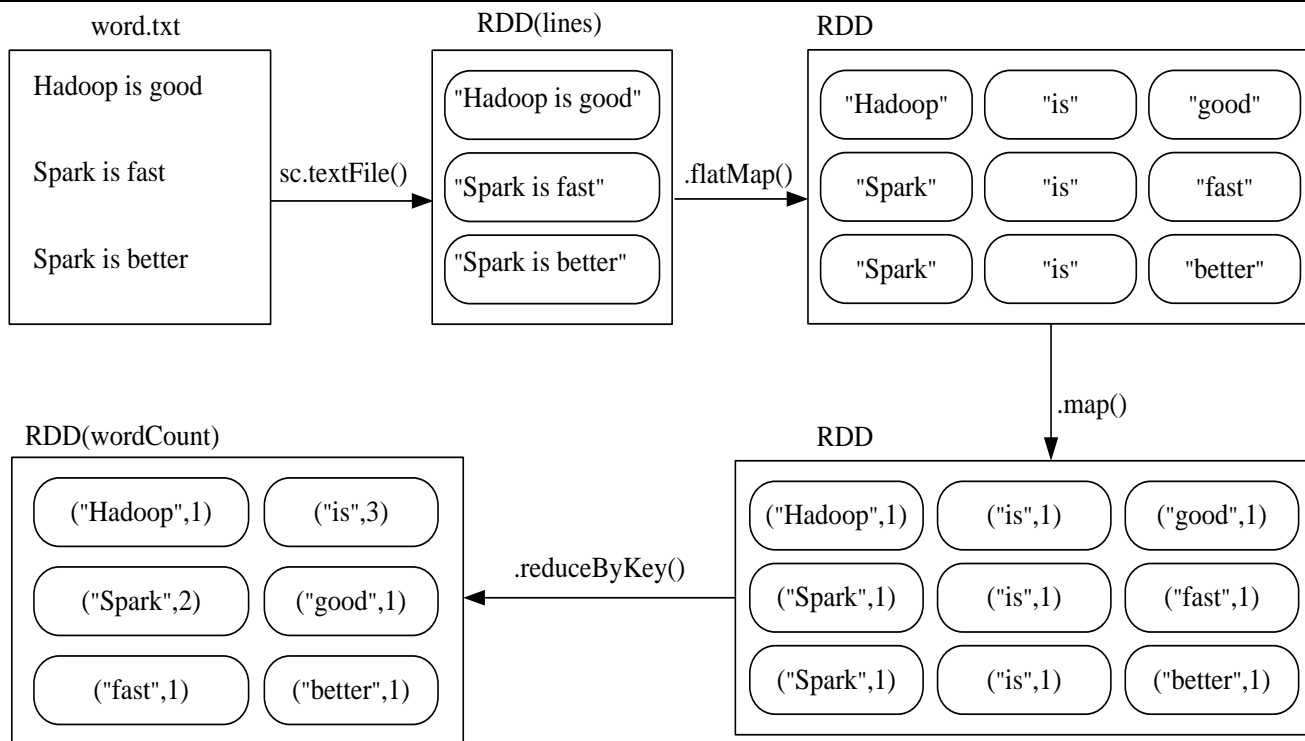 word.txt
Hadoop is good
Spark is fast
Spark is better
sc.textFile()
RDD(lines)
"Hadoop is good"
"Spark is fast"
"Spark is better"
.flatMap()
RDD
"Hadoop" "is" "good"
"Spark" "is" "fast"
"Spark" "is" "better"
.map()
RDD
("Hadoop",1) ("is",1) ("good",1)
("Spark",1) ("is",1) ("fast",1)
("Spark",1) ("is",1) ("better",1)
.reduceByKey()
RDD(wordCount)
("Hadoop",1) ("is",3)
("Spark",2) ("good",1)
("fast",1) ("better",1)